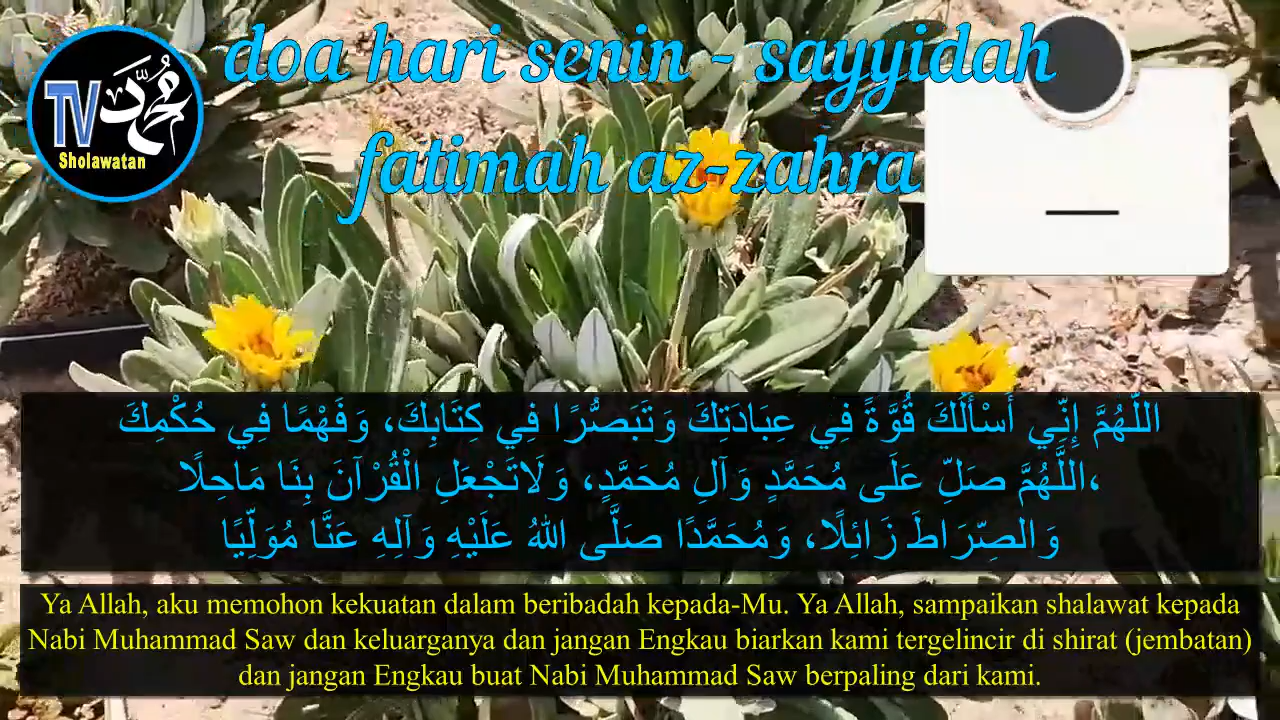 doa hari senin - sayyidah
fatimah az-zahra
TV
محمد
Sholawatan
اللَّهُمَّ إِنِّي أَسْأَلُكَ قُوَّةً فِي عِبَادَتِكَ وَتَبَصُّرًا فِي كِتَابِكَ، وَفَهْمًا فِي حُكْمِكَ
،اللَّهُمَّ صَلِّ عَلَى مُحَمَّدٍ وَآلِ مُحَمَّدٍ، وَلَاتَجْعَلِ الْقُرْآنَ بِنَا مَاحِلًا
وَالصِّرَاطَ زَائِلًا، وَمُحَمَّدًا صَلَّى اللهُ عَلَيْهِ وَآلِهِ عَنَّا مُوَلِّيًا
Ya Allah, aku memohon kekuatan dalam beribadah kepada-Mu. Ya Allah, sampaikan shalawat kepada
Nabi Muhammad Saw dan keluarganya dan jangan Engkau biarkan kami tergelincir di shirat (jembatan)
dan jangan Engkau buat Nabi Muhammad Saw berpaling dari kami.